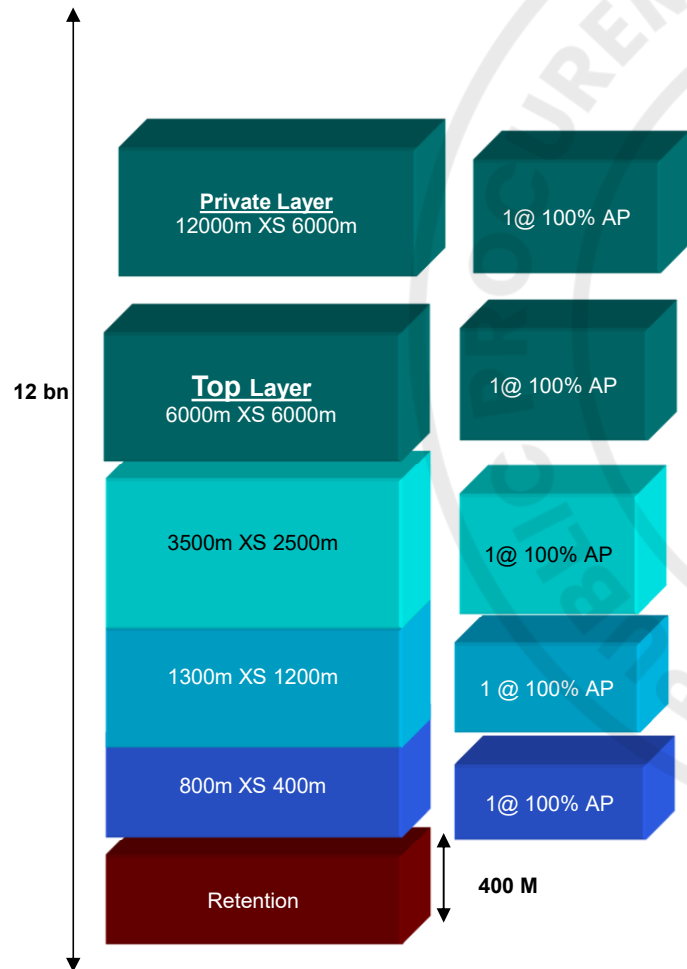 Private Layer
12000m XS 6000m
1@ 100% AP
12 bn
Top Layer
6000m XS 6000m
1@ 100% AP
3500m XS 2500m
1@ 100% AP
1300m XS 1200m
1 @ 100% AP
800m XS 400m
1@ 100% AP
Retention
400 M
PUBLIC PROCUREM